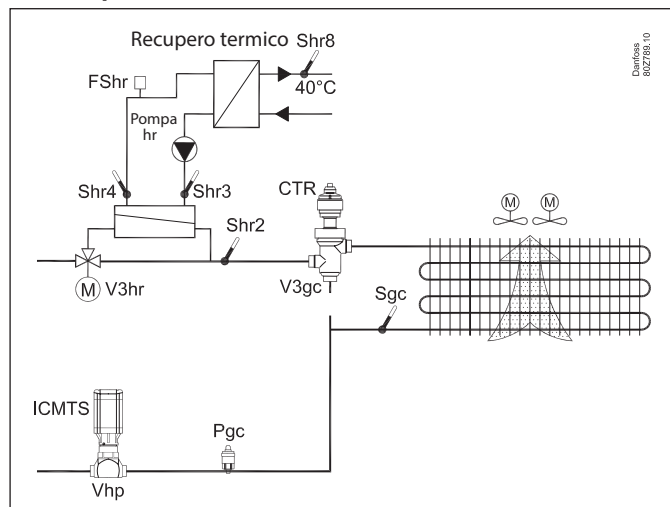 Recupero termico
Shr8
Danfoss
80Z789.10
FShr
40°C
Pompa
hr
CTR
M
M
Shr4
Shr3
Shr2
V3hr
M
V3gc
Sgc
ICMTS
Pgc
Vhp